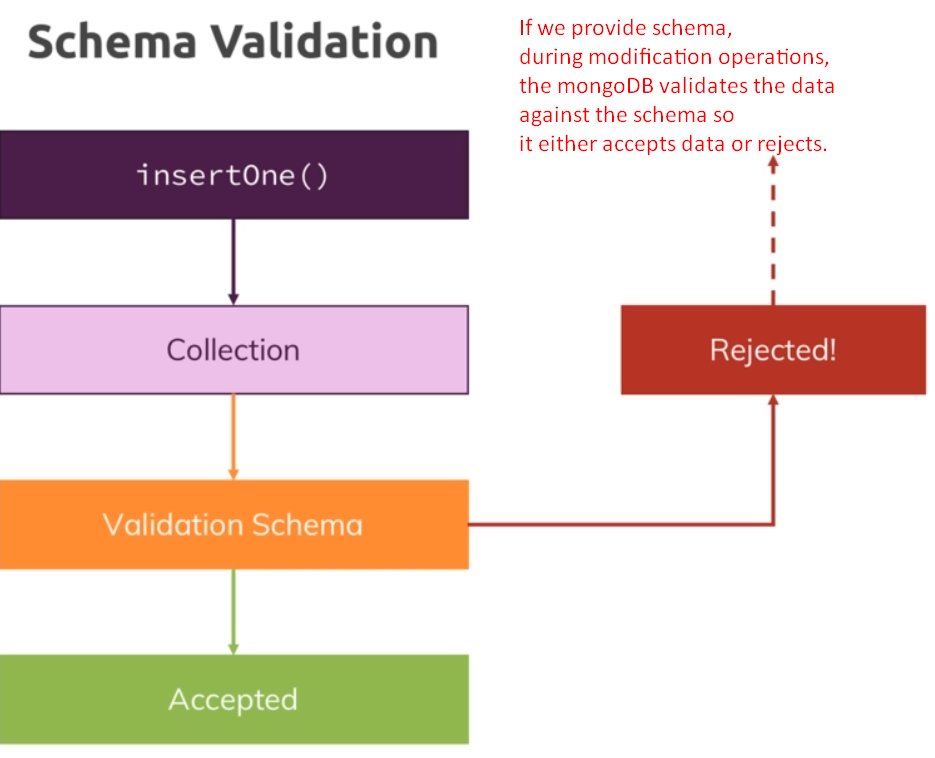 Schema Validation
If we provide schema,
during modification operations,
the mongoDB validates the data
against the schema so
it either accepts data or rejects.
insertOne()
Collection
Rejected!
Validation Schema
Accepted